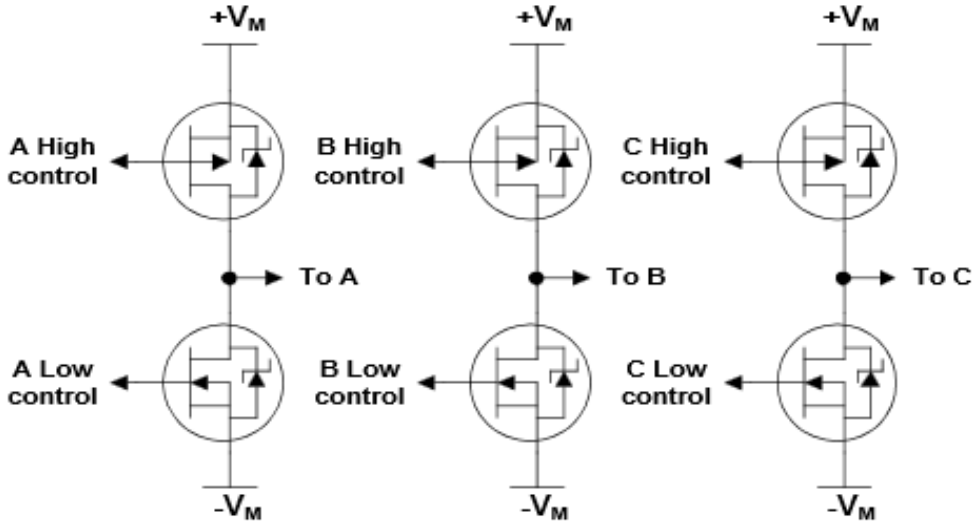 +VM +VM +VM
A High control
B High control
C High control
To A
To B
To C
A Low control
B Low control
C Low control
-VM -VM -VM